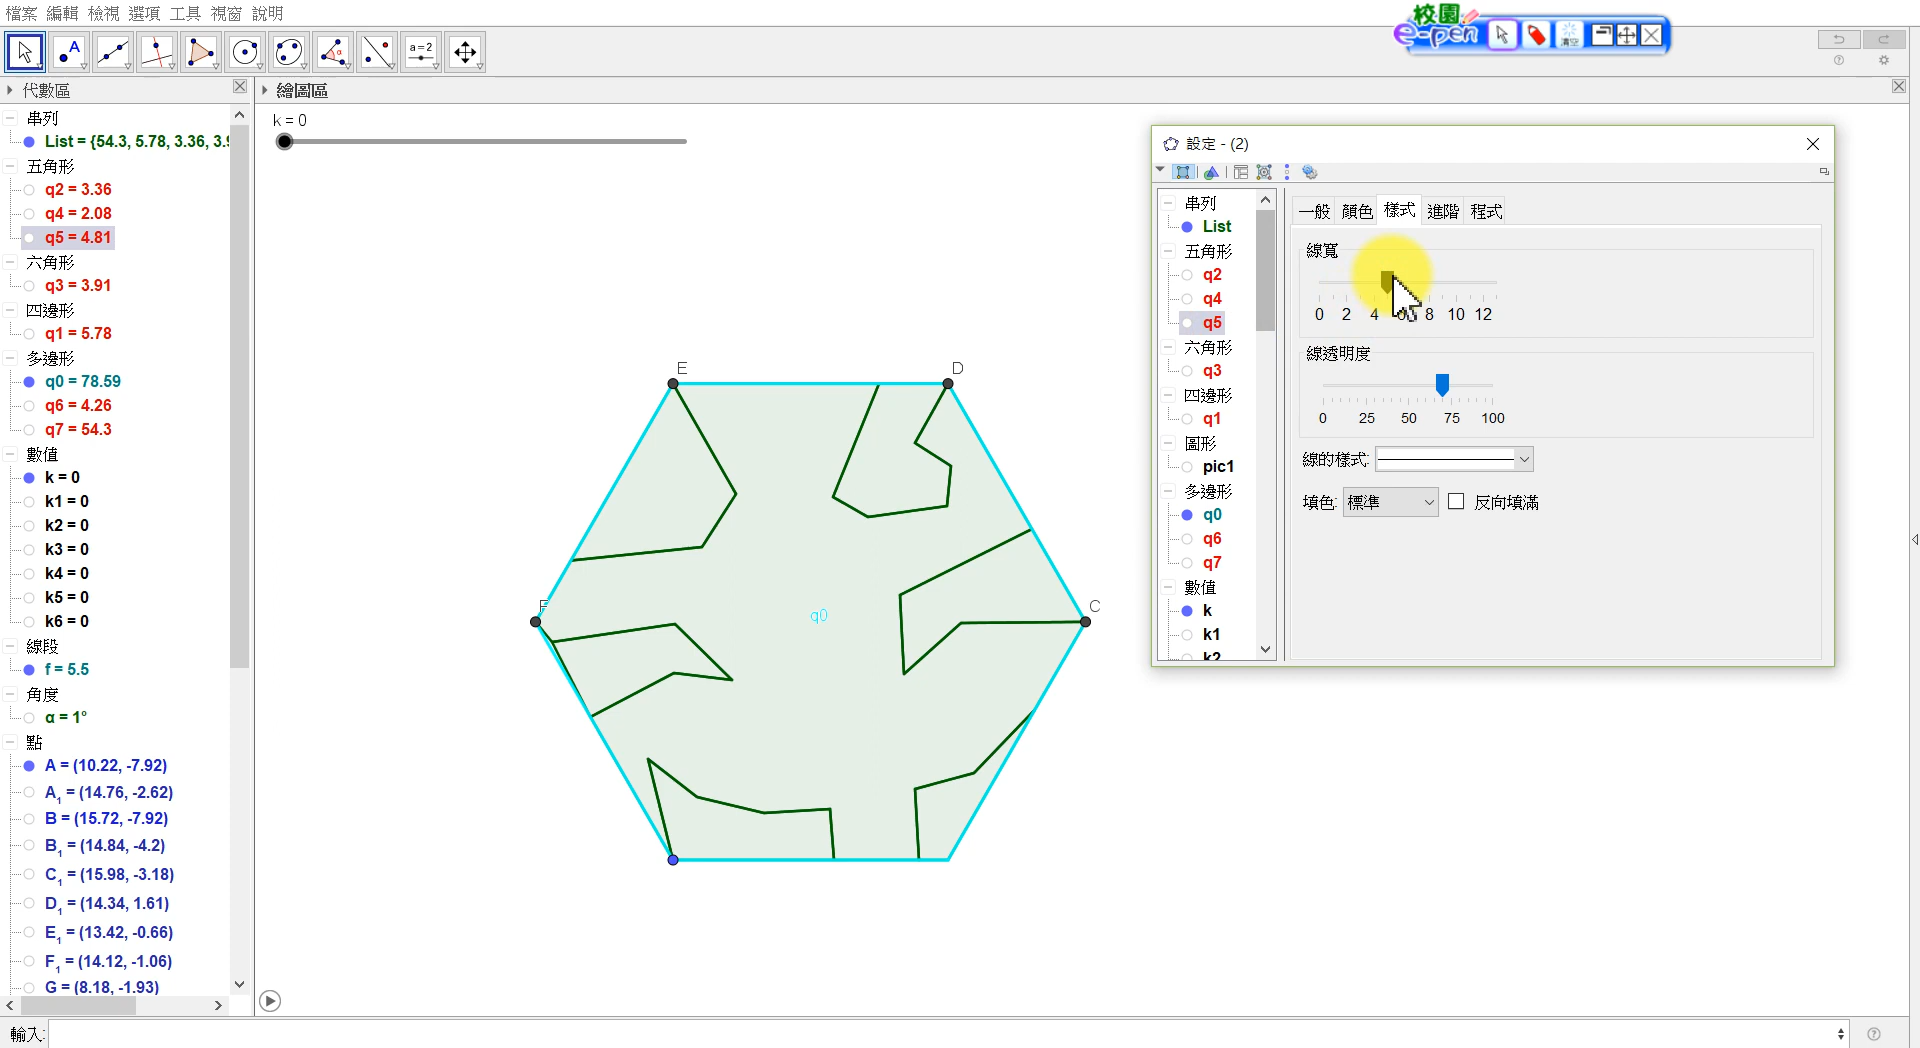 檔案 編輯 檢視 選項 工具 視窗 說明
校園
e-pen
清空
a=2
代數區
繪圖區
串列
List = {54.3, 5.78, 3.36, 3.9
五角形
q2 = 3.36
q4 = 2.08
q5 = 4.81
六角形
q3 = 3.91
四邊形
q1 = 5.78
多邊形
q0 = 78.59
q6 = 4.26
q7 = 54.3
數值
k = 0
k1 = 0
k2 = 0
k3 = 0
k4 = 0
k5 = 0
k6 = 0
線段
f = 5.5
角度
α = 1°
點
A = (10.22, -7.92)
A₁ = (14.76, -2.62)
B = (15.72, -7.92)
B₁ = (14.84, -4.2)
C₁ = (15.98, -3.18)
D₁ = (14.34, 1.61)
E₁ = (13.42, -0.66)
F₁ = (14.12, -1.06)
G = (8.18, -1.93)
k = 0
E
D
F
C
q0
設定 - (2)
串列
List
五角形
q2
q4
q5
六角形
q3
四邊形
q1
圖形
pic1
多邊形
q0
q6
q7
數值
k
k1
k2
一般 顏色 樣式 進階 程式
線寬
0 2 4 6 8 10 12
線透明度
0 25 50 75 100
線的樣式:
填色: 標準 反向填滿
輸入: